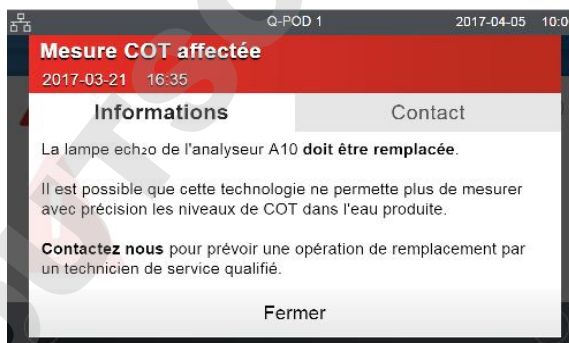 Q-POD 1 2017-04-05 10:0
Mesure COT affectée
2017-03-21 16:35
Informations Contact
La lampe ech₂o de l'analyseur A10 doit être remplacée.
Il est possible que cette technologie ne permette plus de mesurer
avec précision les niveaux de COT dans l'eau produite.
Contactez nous pour prévoir une opération de remplacement par
un technicien de service qualifié.
Fermer